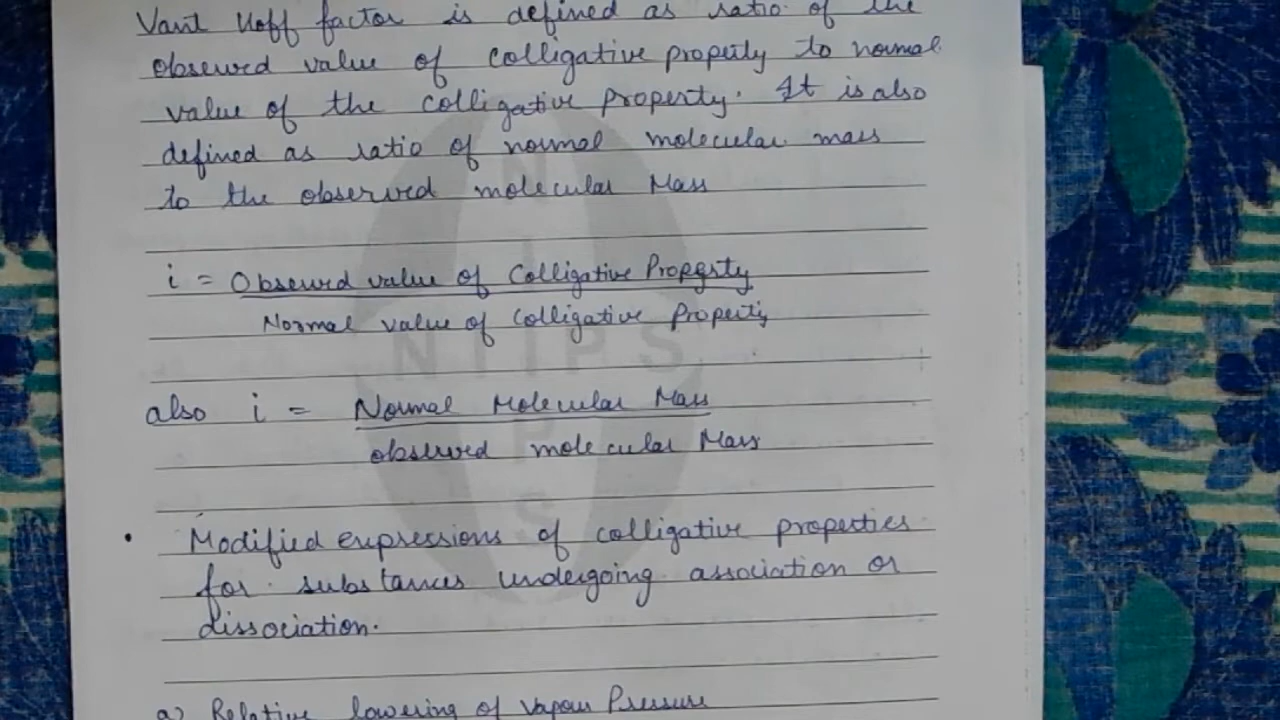 Vant Hoff factor is defined as ratio of the
observed value of colligative property to normal
value of the colligative property. It is also
defined as ratio of normal molecular mass
to the observed molecular Mass
i = Observed value of Colligative Property
Normal value of Colligative Property
NTIPS
also i = Normal Molecular Mass
observed molecular Mass
• Modified expressions of colligative properties
for substances undergoing association or
dissociation.
a) Relative lowering of Vapour Pressure